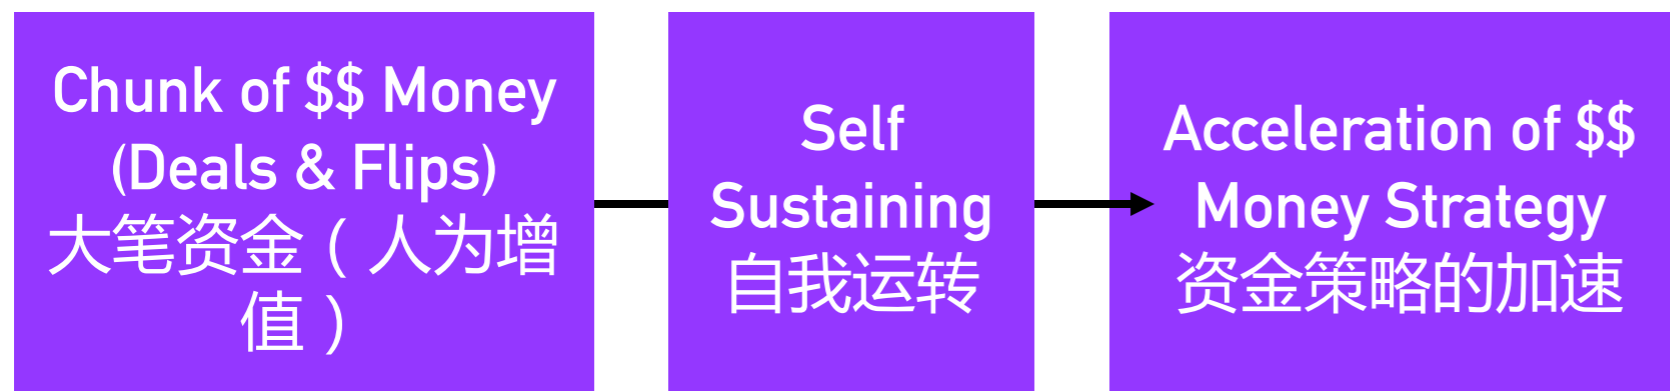 Chunk of $$ Money
(Deals & Flips)
大笔资金（人为增
值）
Self
Sustaining
自我运转
Acceleration of $$
Money Strategy
资金策略的加速